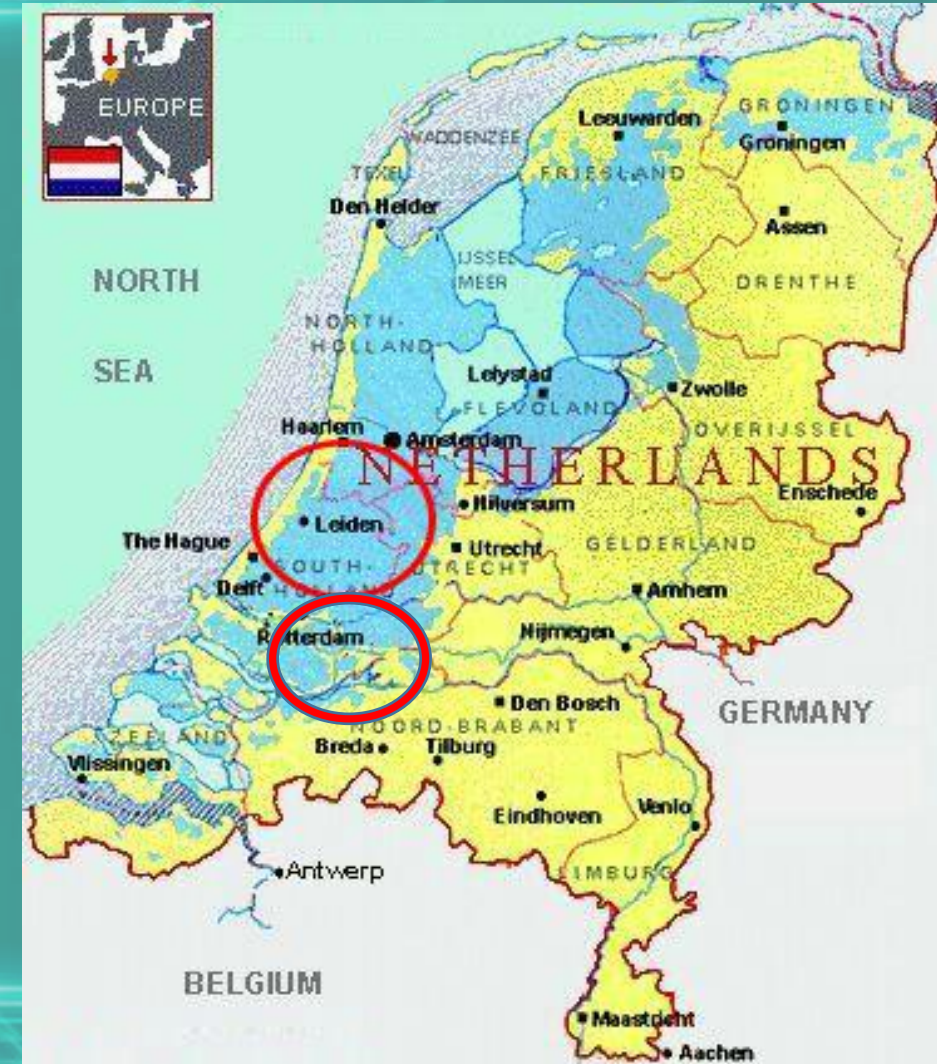 EUROPE
WADDENZEE
Leeuwarden
GRONINGEN
Groningen
TEXEL
FRIESLAND
Den Helder
Assen
NORTH
SEA
IJSSEL
MEER
DRENTHE
NORTH-
HOLLAND
Lelystad
Zwolle
FLEVOLAND
Haarlem
Amsterdam
OVERIJSSEL
NETHERLANDS
Enschede
Hilversum
Leiden
The Hague
Utrecht
GELDERLAND
SOUTH-
HOLLAND
UTRECHT
Delft
Arnhem
Rotterdam
Nijmegen
Den Bosch
GERMANY
NOORD-BRABANT
ZEELAND
Breda
Tilburg
Vlissingen
Eindhoven
Venlo
Antwerp
LIMBURG
BELGIUM
Maastricht
Aachen